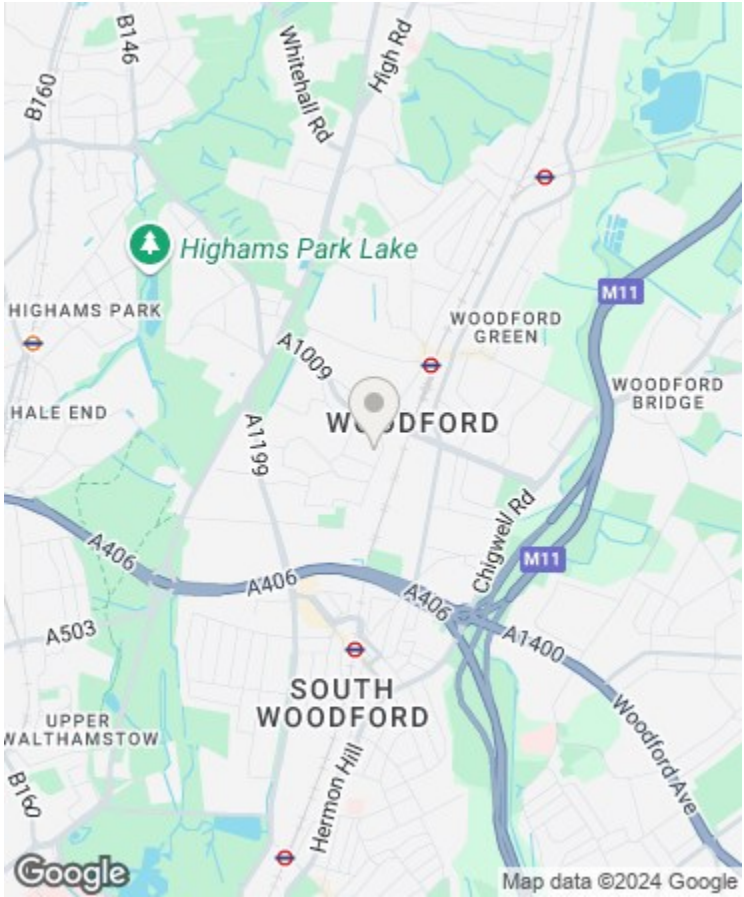 B146
Whitehall Rd
High Rd
B160
Highams Park Lake
M11
HIGHAMS PARK
WOODFORD
GREEN
A1009
WOODFORD
BRIDGE
HALE END
WOODFORD
A1199
Chigwell Rd
A406
A406
M11
A406
A503
A1400
SOUTH
WOODFORD
UPPER
WALTHAMSTOW
Woodford Ave
B160
Hermon Hill
Google
Map data ©2024 Google